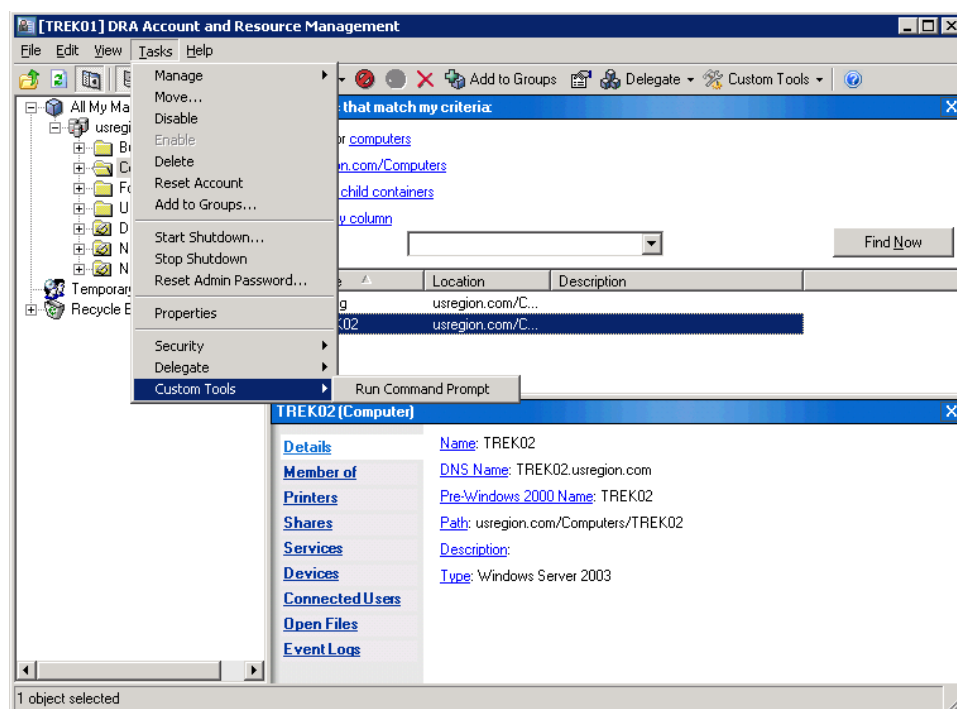 [TREK01] DRA Account and Resource Management
File Edit View Tasks Help
Add to Groups Delegate Custom Tools
Manage
Move...
Disable
Enable
Delete
Reset Account
Add to Groups...
Start Shutdown...
Stop Shutdown
Reset Admin Password...
Properties
Security
Delegate
Custom Tools
Run Command Prompt
All My Ma
usregi
B
C
Fo
U
D
N
N
Temporar
Recycle B
that match my criteria:
or computers
n.com/Computers
child containers
y column
Find Now
Location Description
g usregion.com/C...
K02 usregion.com/C...
TREK02 (Computer)
Details
Member of
Printers
Shares
Services
Devices
Connected Users
Open Files
Event Logs
Name: TREK02
DNS Name: TREK02.usregion.com
Pre-Windows 2000 Name: TREK02
Path: usregion.com/Computers/TREK02
Description:
Type: Windows Server 2003
1 object selected